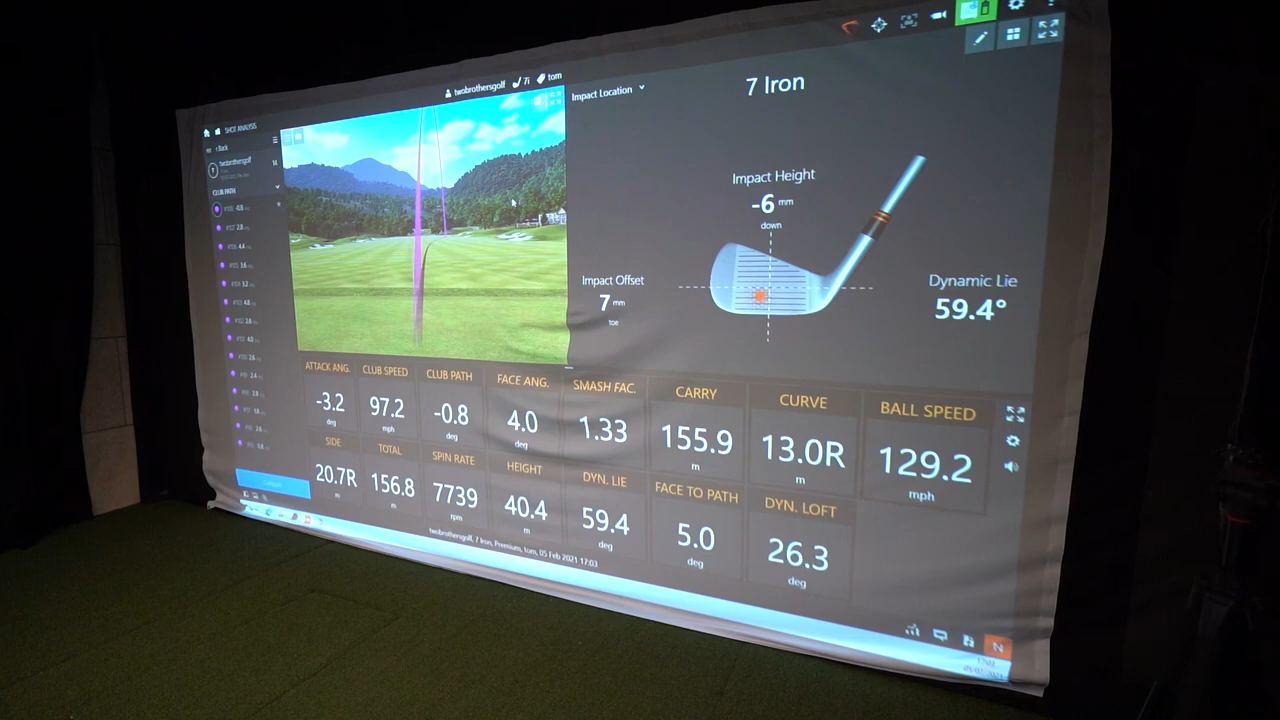 twobrothersgolf 7i tom
SHOT ANALYSIS
Back
twobrothersgolf
CLUB PATH
Impact Location
7 Iron
Impact Height
-6 mm
down
Impact Offset
7 mm
toe
Dynamic Lie
59.4°
ATTACK ANG. CLUB SPEED CLUB PATH FACE ANG. SMASH FAC. CARRY CURVE BALL SPEED
-3.2 97.2 -0.8 4.0 1.33 155.9 13.0R 129.2
deg mph deg deg m m mph
SIDE TOTAL SPIN RATE HEIGHT DYN. LIE FACE TO PATH DYN. LOFT
20.7R 156.8 7739 40.4 59.4 5.0 26.3
m m rpm m deg deg deg
twobrothersgolf, 7 Iron, Premium, tom, 05 Feb 2021 17:03